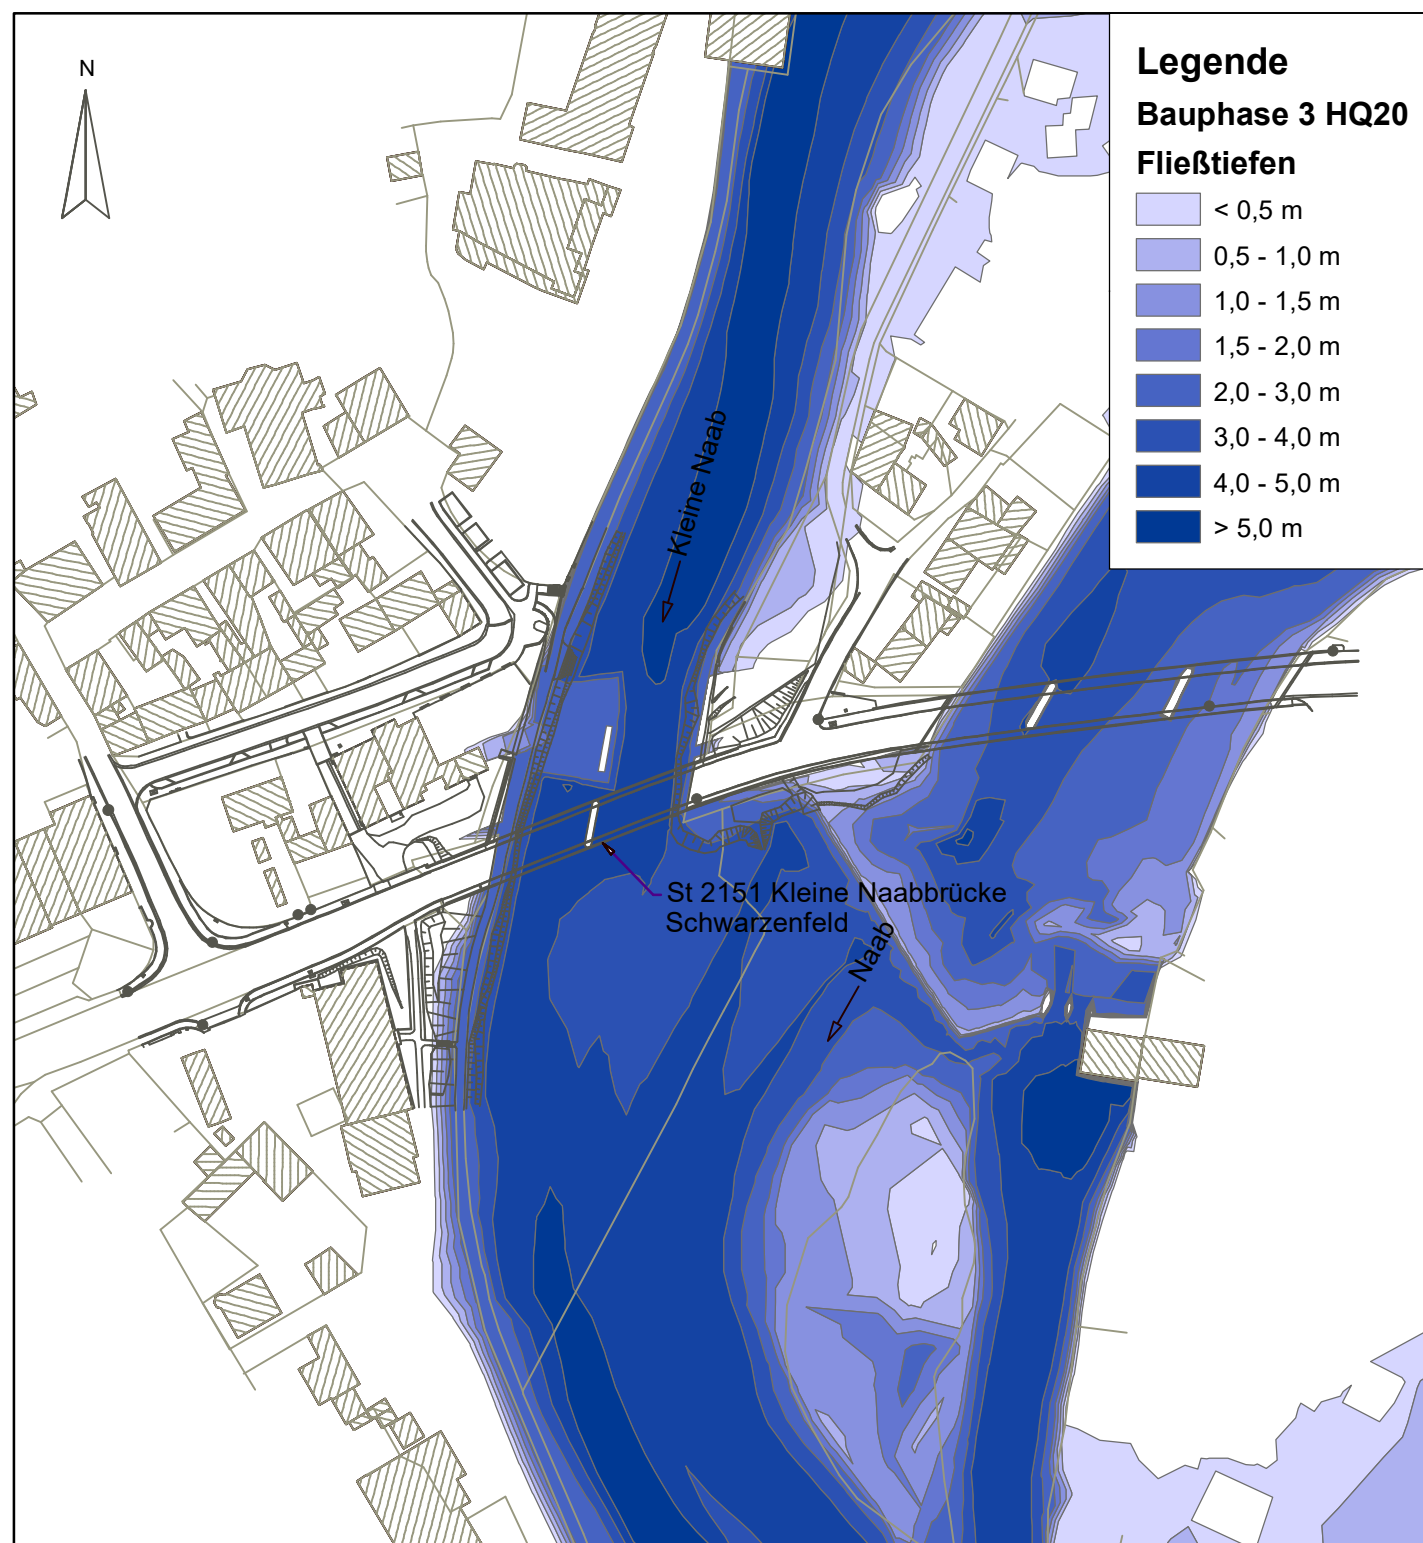 N
Legende
Bauphase 3 HQ20
Fließtiefen
< 0,5 m
0,5 - 1,0 m
1,0 - 1,5 m
1,5 - 2,0 m
2,0 - 3,0 m
3,0 - 4,0 m
4,0 - 5,0 m
> 5,0 m
Kleine Naab
St 2151 Kleine Naabbrücke
Schwarzenfeld
Naab